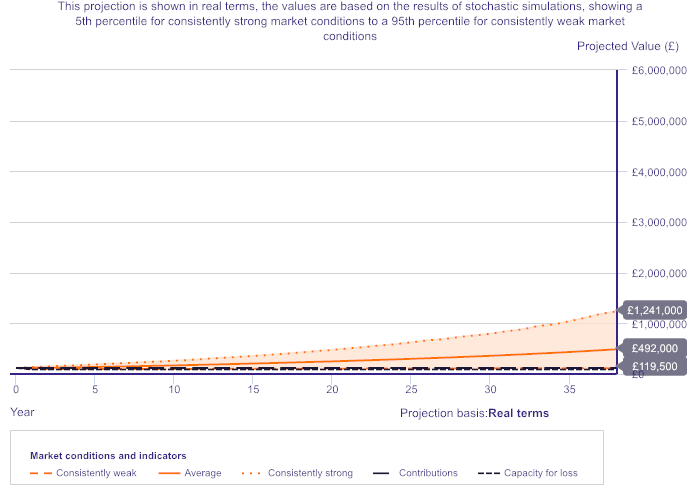 This projection is shown in real terms, the values are based on the results of stochastic simulations, showing a
5th percentile for consistently strong market conditions to a 95th percentile for consistently weak market
conditions
Projected Value (£)
£6,000,000
£5,000,000
£4,000,000
£3,000,000
£2,000,000
£1,241,000
£1,000,000
£492,000
£119,500
£0
0 5 10 15 20 25 30 35
Year
Projection basis:Real terms
Market conditions and indicators
Consistently weak Average Consistently strong Contributions Capacity for loss